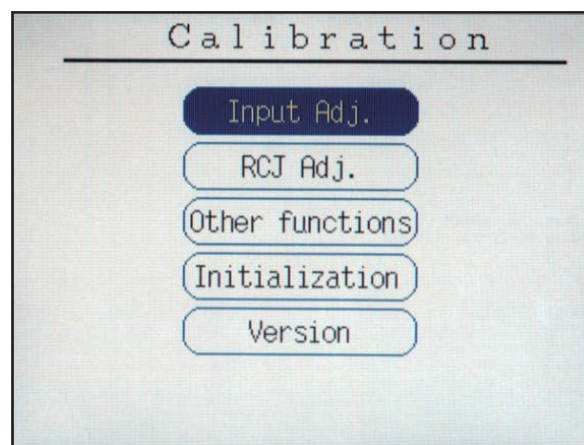 Calibration
Input Adj.
RCJ Adj.
Other functions
Initialization
Version